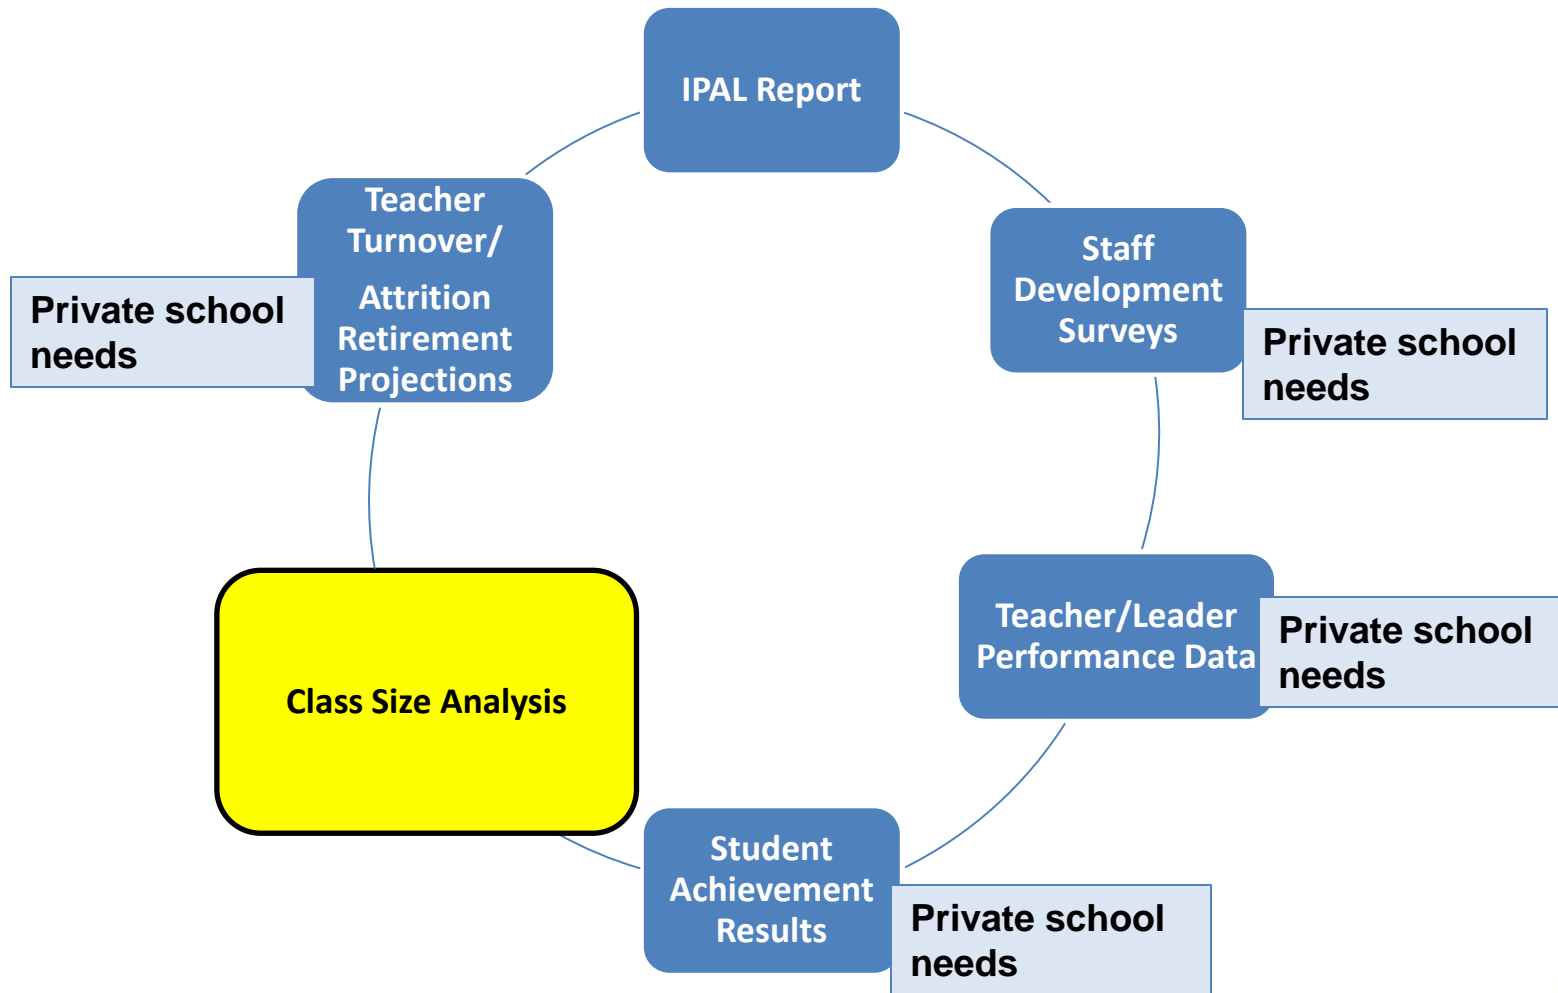 IPAL Report
Staff
Development
Surveys
Private school
needs
Teacher/Leader
Performance Data
Private school
needs
Student
Achievement
Results
Private school
needs
Class Size Analysis
Teacher
Turnover/
Attrition
Retirement
Projections
Private school
needs